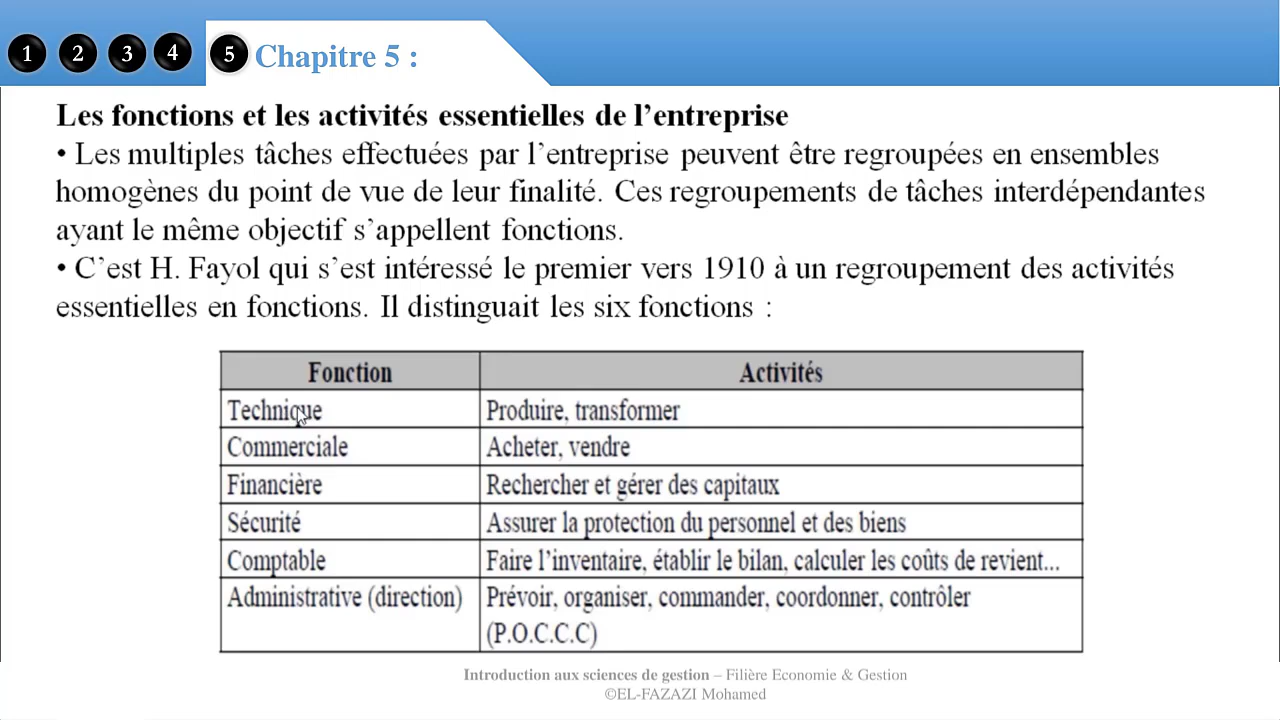 1 2 3 4 5 Chapitre 5 :
Les fonctions et les activités essentielles de l’entreprise
• Les multiples tâches effectuées par l’entreprise peuvent être regroupées en ensembles
homogènes du point de vue de leur finalité. Ces regroupements de tâches interdépendantes
ayant le même objectif s’appellent fonctions.
• C’est H. Fayol qui s’est intéressé le premier vers 1910 à un regroupement des activités
essentielles en fonctions. Il distinguait les six fonctions :
Fonction Activités
Technique Produire, transformer
Commerciale Acheter, vendre
Financière Rechercher et gérer des capitaux
Sécurité Assurer la protection du personnel et des biens
Comptable Faire l’inventaire, établir le bilan, calculer les coûts de revient...
Administrative (direction) Prévoir, organiser, commander, coordonner, contrôler
(P.O.C.C.C)
Introduction aux sciences de gestion – Filière Economie & Gestion
©EL-FAZAZI Mohamed